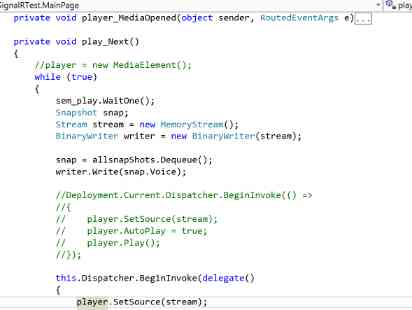 SignalRTest.MainPage play
private void player_MediaOpened(object sender, RoutedEventArgs e)...
private void play_Next()
{
//player = new MediaElement();
while (true)
{
sem_play.WaitOne();
Snapshot snap;
Stream stream = new MemoryStream();
BinaryWriter writer = new BinaryWriter(stream);
snap = allsnapShots.Dequeue();
writer.Write(snap.Voice);
//Deployment.Current.Dispatcher.BeginInvoke(() =>
//{
// player.SetSource(stream);
// player.AutoPlay = true;
// player.Play();
//});
this.Dispatcher.BeginInvoke(delegate()
{
player.SetSource(stream);